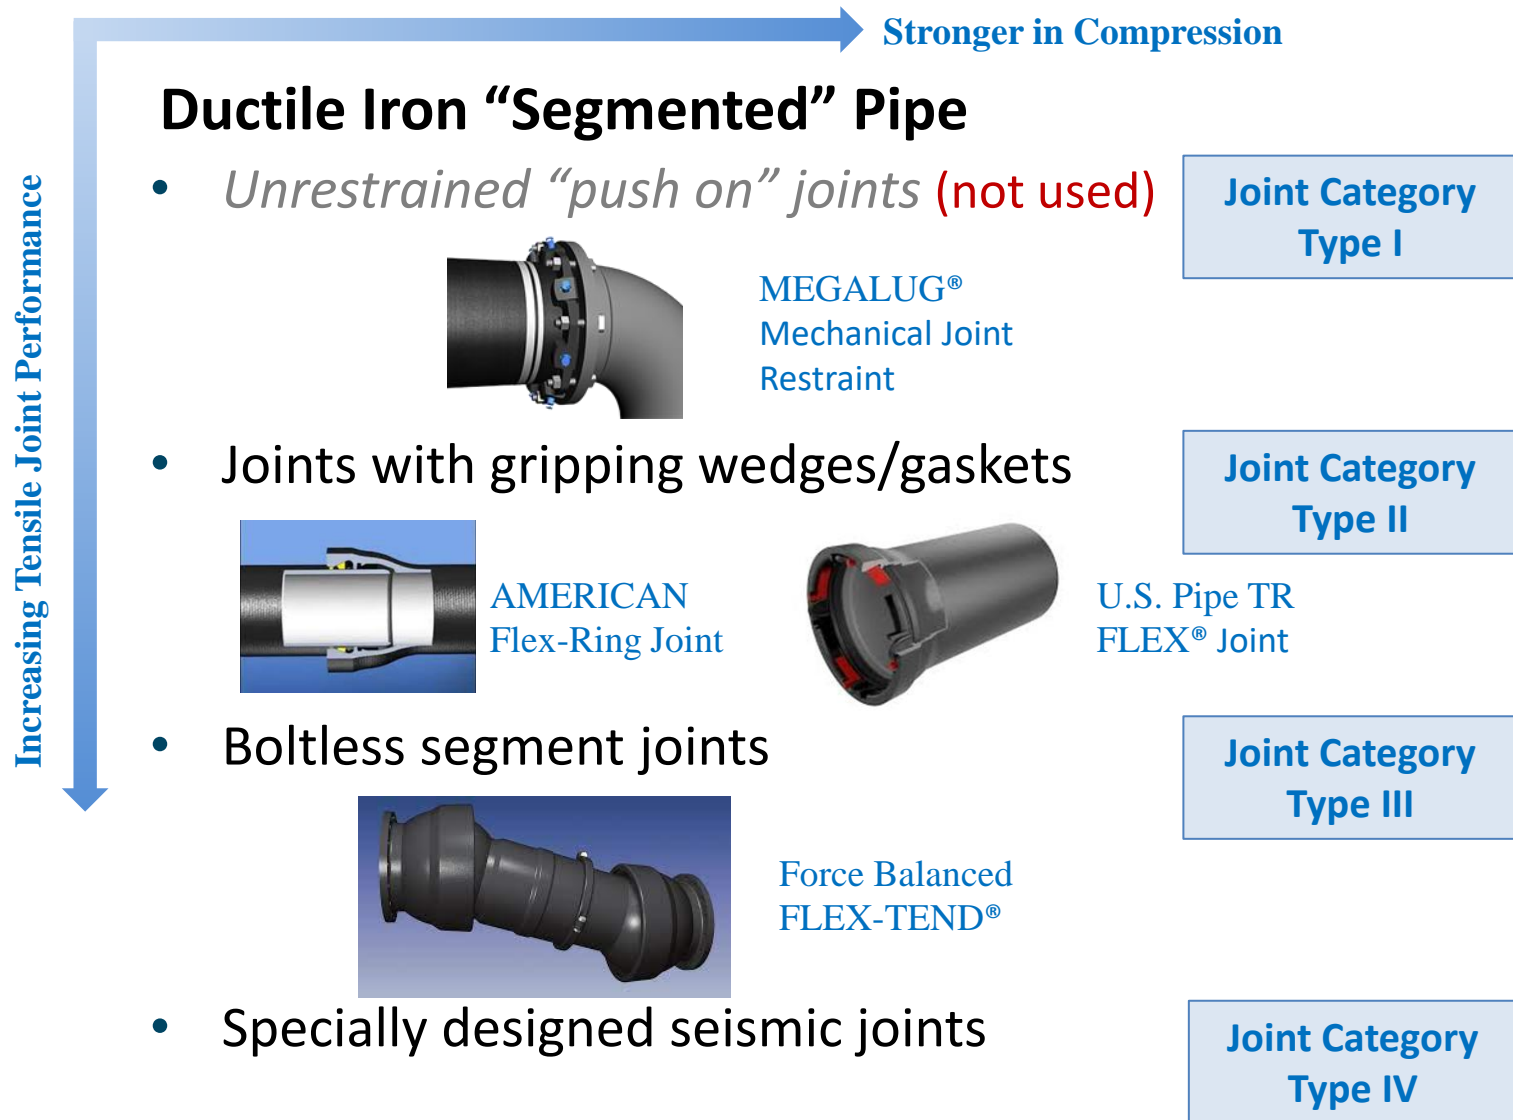 Stronger in Compression
Increasing Tensile Joint Performance
Ductile Iron “Segmented” Pipe
• Unrestrained “push on” joints (not used)
Joint Category
Type I
MEGALUG®
Mechanical Joint
Restraint
• Joints with gripping wedges/gaskets
Joint Category
Type II
AMERICAN
Flex-Ring Joint
U.S. Pipe TR
FLEX® Joint
• Boltless segment joints
Joint Category
Type III
Force Balanced
FLEX-TEND®
• Specially designed seismic joints
Joint Category
Type IV